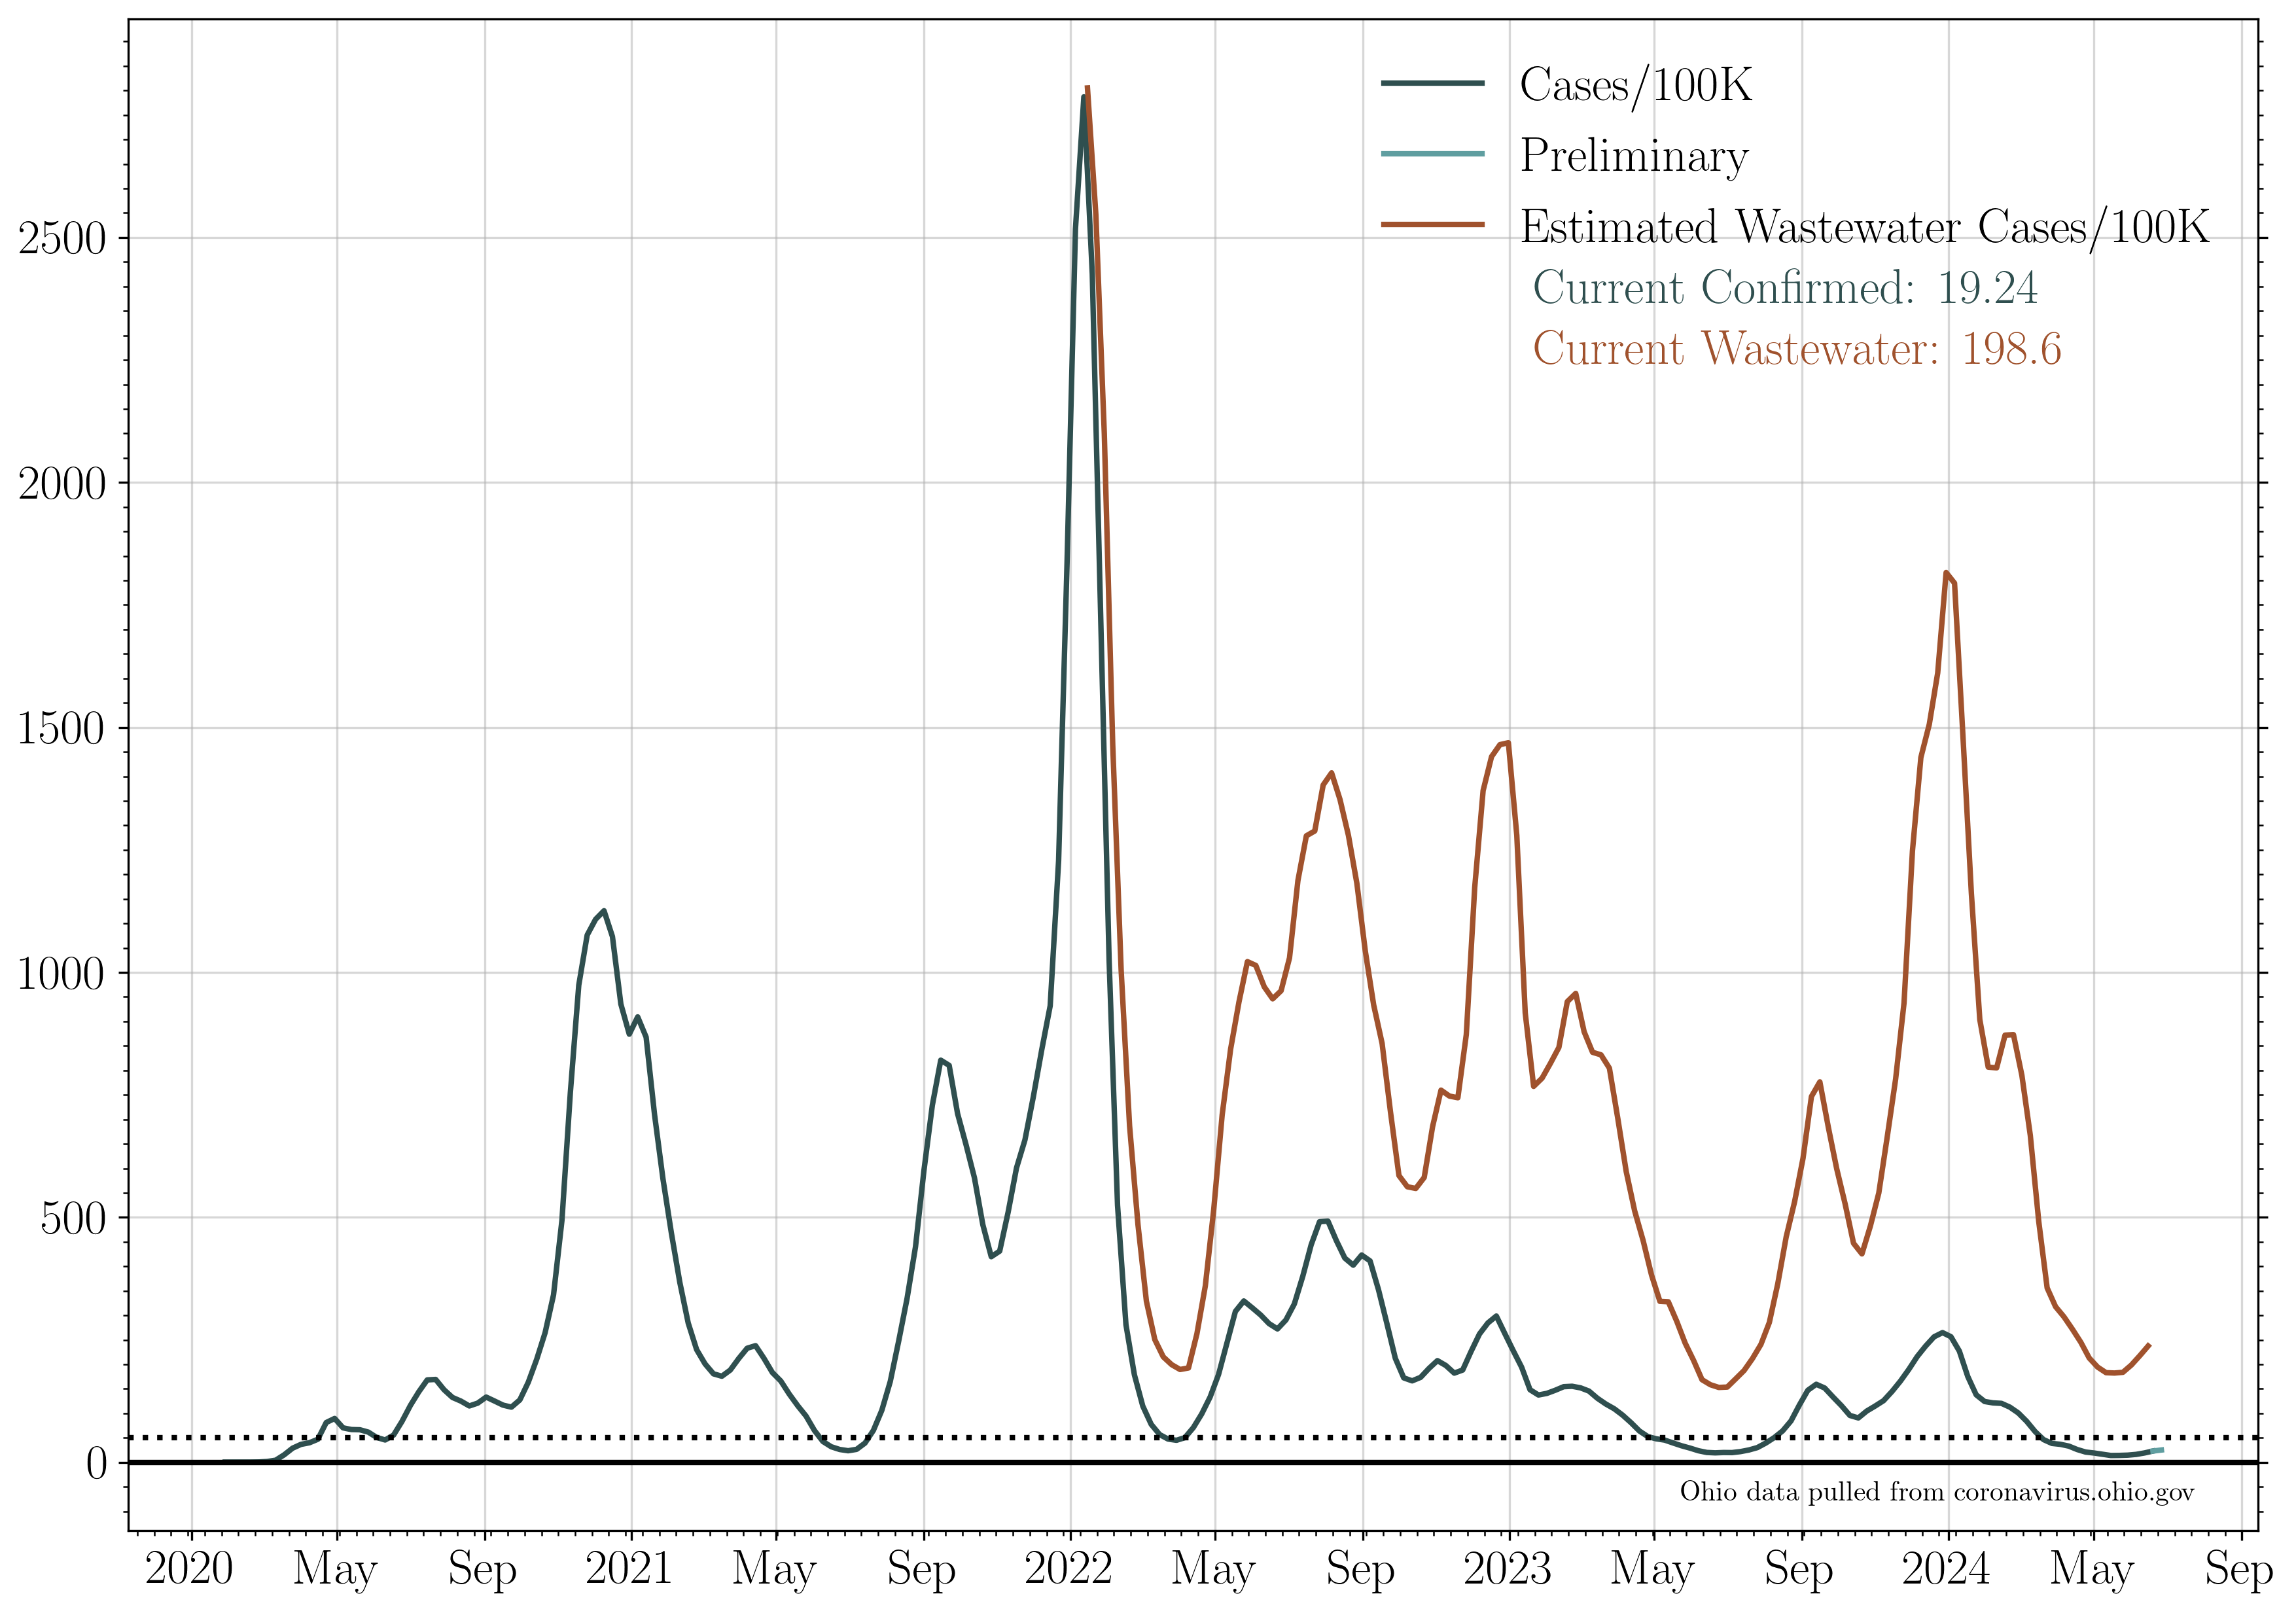 Cases/100K
Preliminary
Estimated Wastewater Cases/100K
Current Confirmed: 19.24
Current Wastewater: 198.6
2500
2000
1500
1000
500
0
Ohio data pulled from coronavirus.ohio.gov
2020 May Sep 2021 May Sep 2022 May Sep 2023 May Sep 2024 May Sep